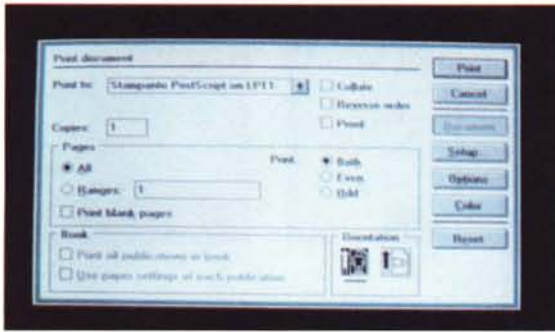 Print document
Print to: Stampante PostScript on LPT1
Collate
Reverse order
Proof
Copies: 1
Pages
All
Ranges: 1
Print blank pages
Print:
Both
Even
Odd
Book
Print all publications in book
Use paper settings of each publication
Orientation
Print
Cancel
Document
Setup...
Options
Color
Reset